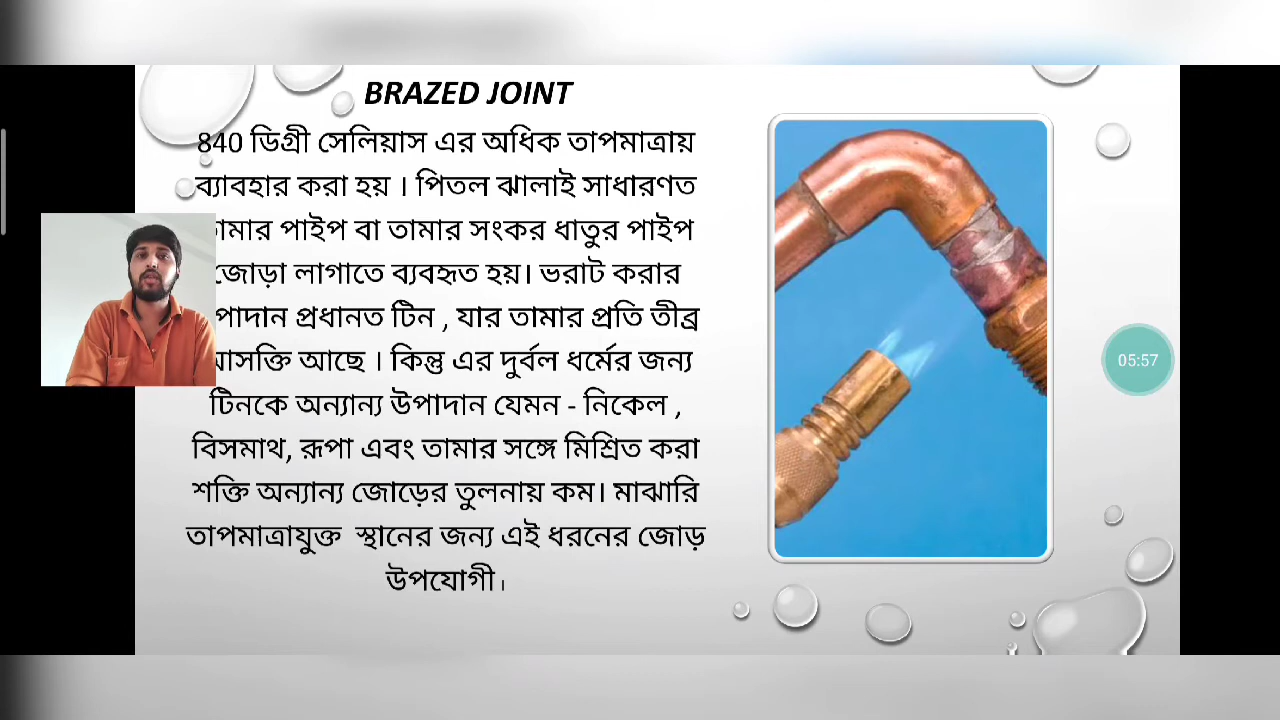 BRAZED JOINT
840 ডিগ্রী সেলিয়াস এর অধিক তাপমাত্রায়
ব্যাবহার করা হয় । পিতল ঝালাই সাধারণত
পাইপ বা তামার সংকর ধাতুর পাইপ
জোড়া লাগাতে ব্যবহৃত হয়। ভরাট করার
প্রধানত টিন , যার তামার প্রতি তীব্র
আছে । কিন্তু এর দুর্বল ধর্মের জন্য
টিনকে অন্যান্য উপাদান যেমন - নিকেল ,
বিসমাথ, রূপা এবং তামার সঙ্গে মিশ্রিত করা
শক্তি অন্যান্য জোড়ের তুলনায় কম। মাঝারি
তাপমাত্রাযুক্ত স্থানের জন্য এই ধরনের জোড়
উপযোগী।
05:57